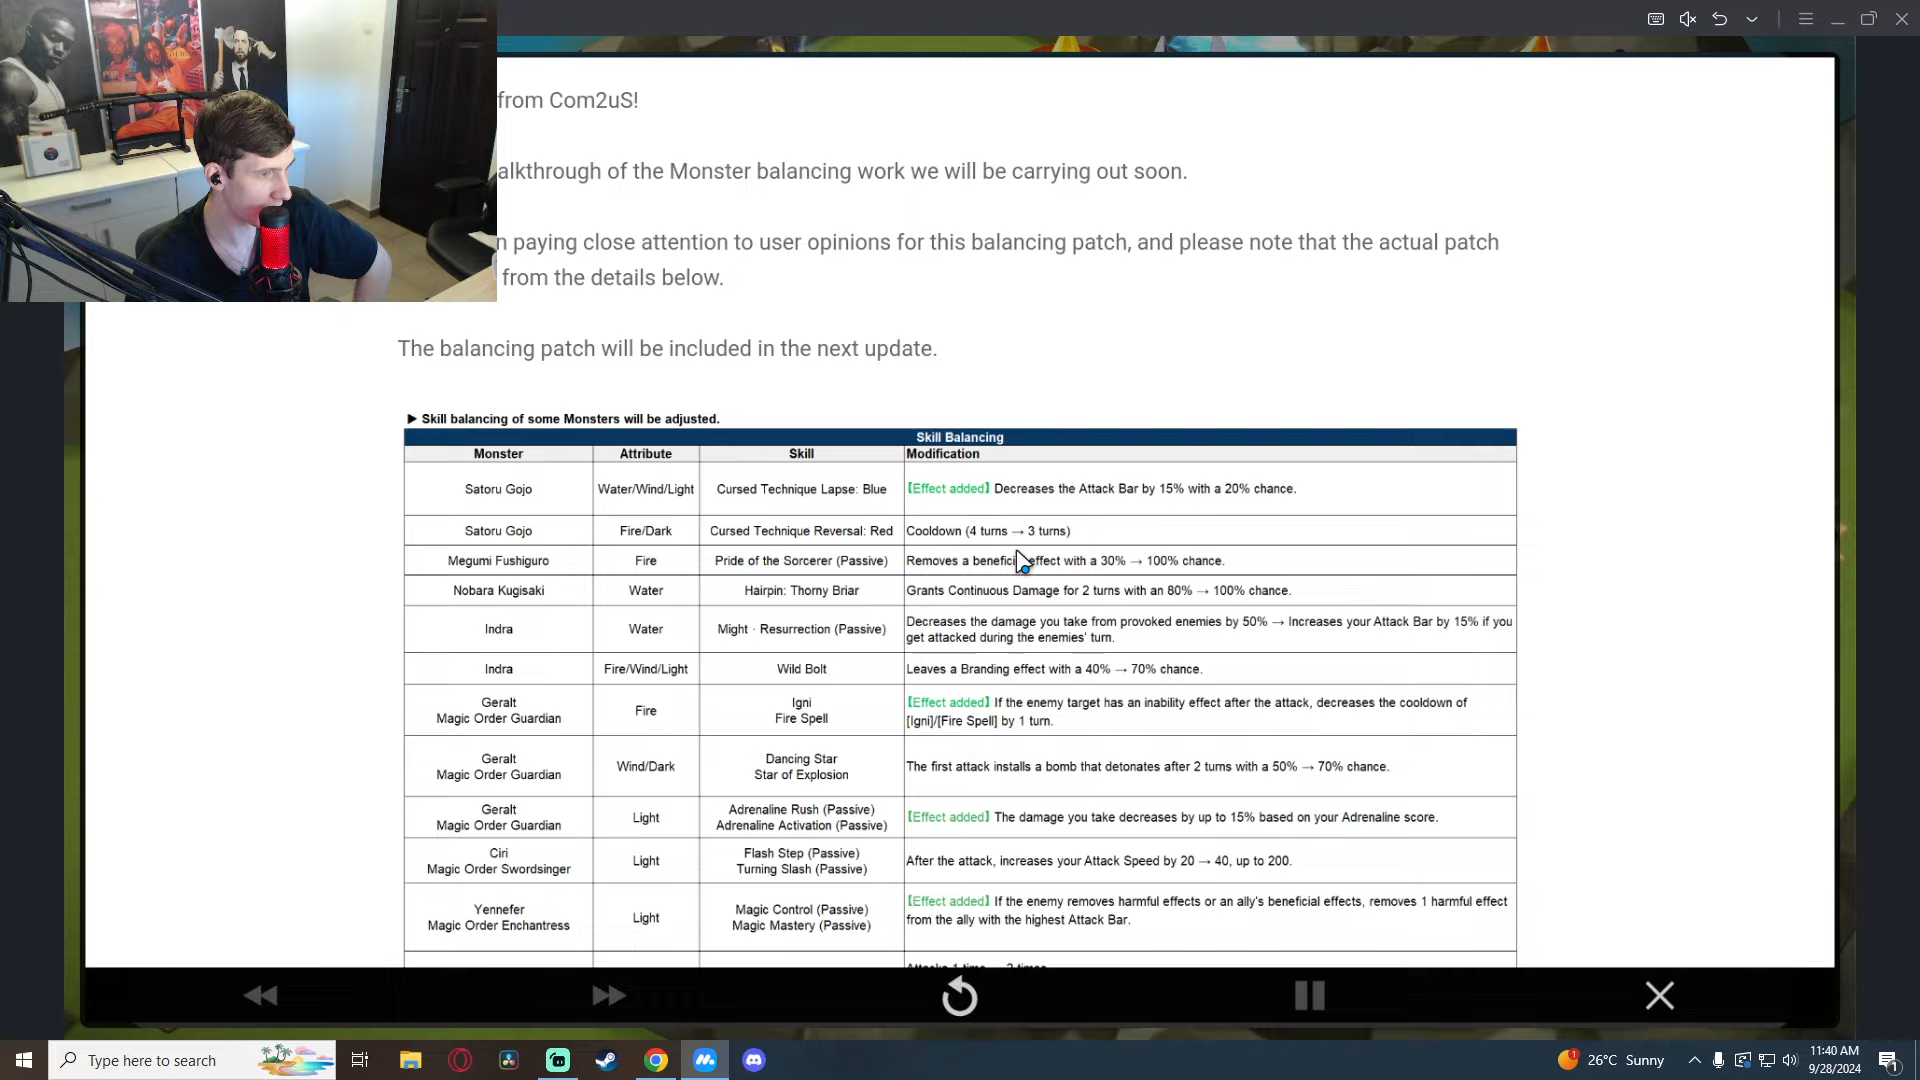 from Com2uS!
alkthrough of the Monster balancing work we will be carrying out soon.
n paying close attention to user opinions for this balancing patch, and please note that the actual patch
from the details below.
The balancing patch will be included in the next update.
▶ Skill balancing of some Monsters will be adjusted.
Skill Balancing
Monster Attribute Skill Modification
Satoru Gojo Water/Wind/Light Cursed Technique Lapse: Blue 【Effect added】 Decreases the Attack Bar by 15% with a 20% chance.
Satoru Gojo Fire/Dark Cursed Technique Reversal: Red Cooldown (4 turns → 3 turns)
Megumi Fushiguro Fire Pride of the Sorcerer (Passive) Removes a effect with a 30% → 100% chance.
Nobara Kugisaki Water Hairpin: Thorny Briar Grants Continuous Damage for 2 turns with an 80% → 100% chance.
Indra Water Might · Resurrection (Passive) Decreases the damage you take from provoked enemies by 50% → Increases your Attack Bar by 15% if you
get attacked during the enemies' turn.
Indra Fire/Wind/Light Wild Bolt Leaves a Branding effect with a 40% → 70% chance.
Geralt Igni 【Effect added】 If the enemy target has an inability effect after the attack, decreases the cooldown of
Magic Order Guardian Fire Fire Spell [Igni]/[Fire Spell] by 1 turn.
Geralt Dancing Star
Magic Order Guardian Wind/Dark Star of Explosion The first attack installs a bomb that detonates after 2 turns with a 50% → 70% chance.
Geralt Adrenaline Rush (Passive)
Magic Order Guardian Light Adrenaline Activation (Passive) 【Effect added】 The damage you take decreases by up to 15% based on your Adrenaline score.
Ciri Flash Step (Passive)
Magic Order Swordsinger Light Turning Slash (Passive) After the attack, increases your Attack Speed by 20 → 40, up to 200.
Yennefer Magic Control (Passive) 【Effect added】 If the enemy removes harmful effects or an ally's beneficial effects, removes 1 harmful effect
Magic Order Enchantress Light Magic Mastery (Passive) from the ally with the highest Attack Bar.
Type here to search
26°C Sunny
11:40 AM
9/28/2024